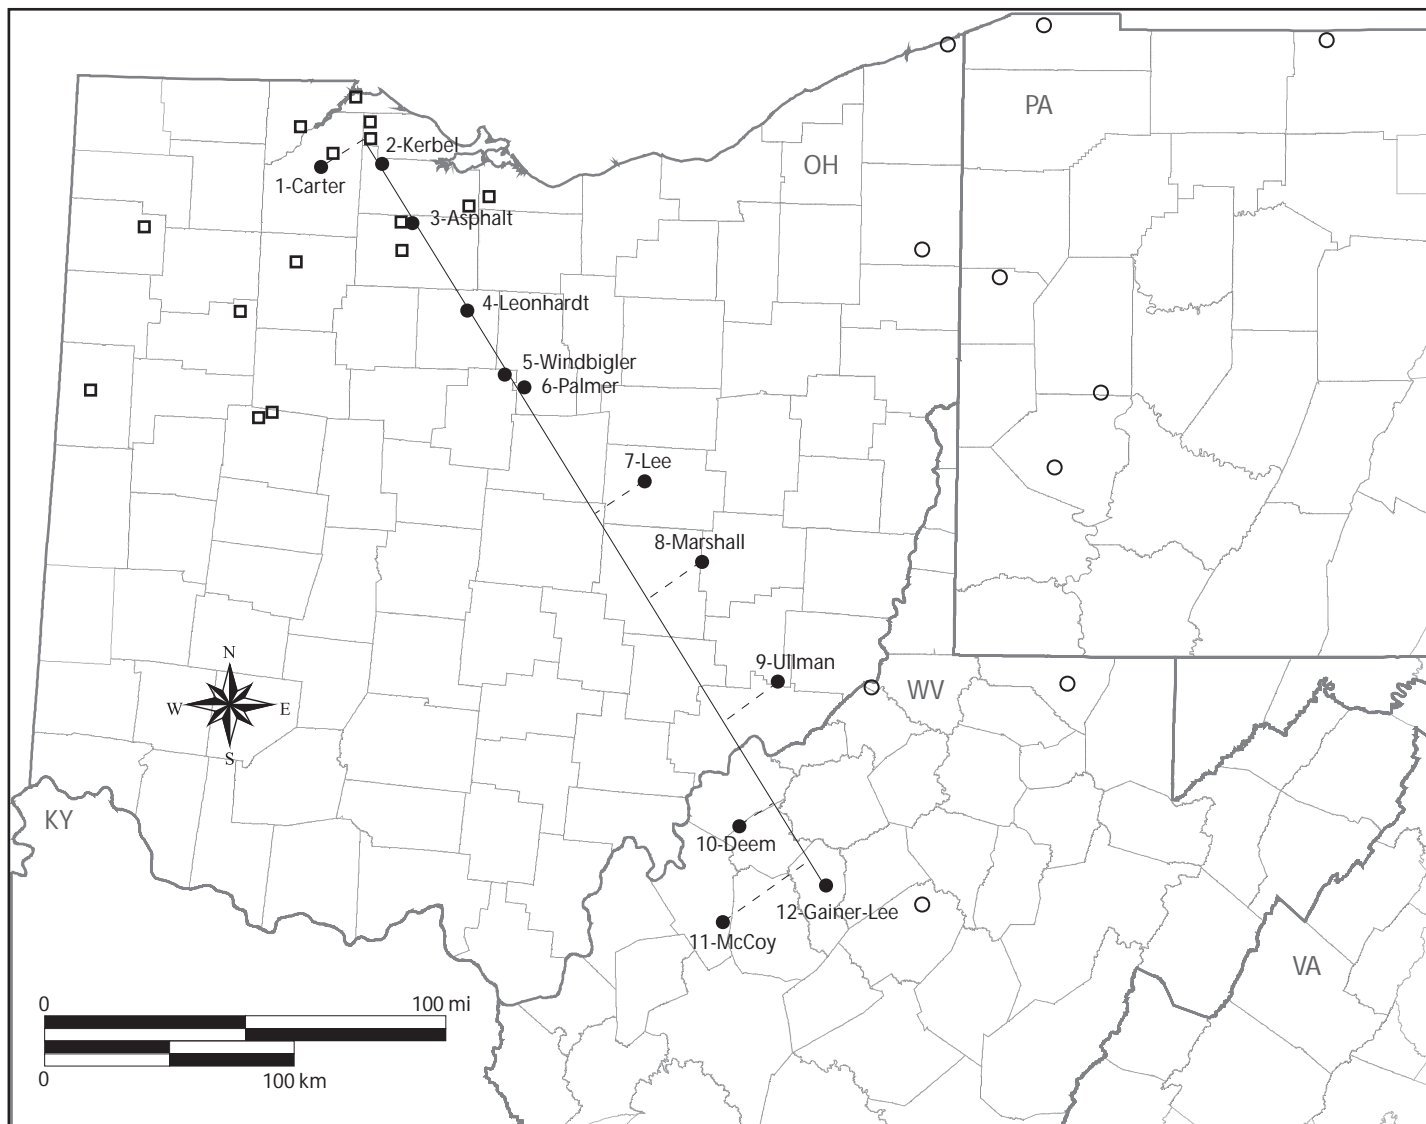 PA
OH
2-Kerbel
1-Carter
3-Asphalt
4-Leonhardt
5-Windbigler
6-Palmer
7-Lee
8-Marshall
N
W
E
S
9-Ullman
WV
KY
10-Deem
12-Gainer-Lee
11-McCoy
VA
0
100 mi
0
100 km